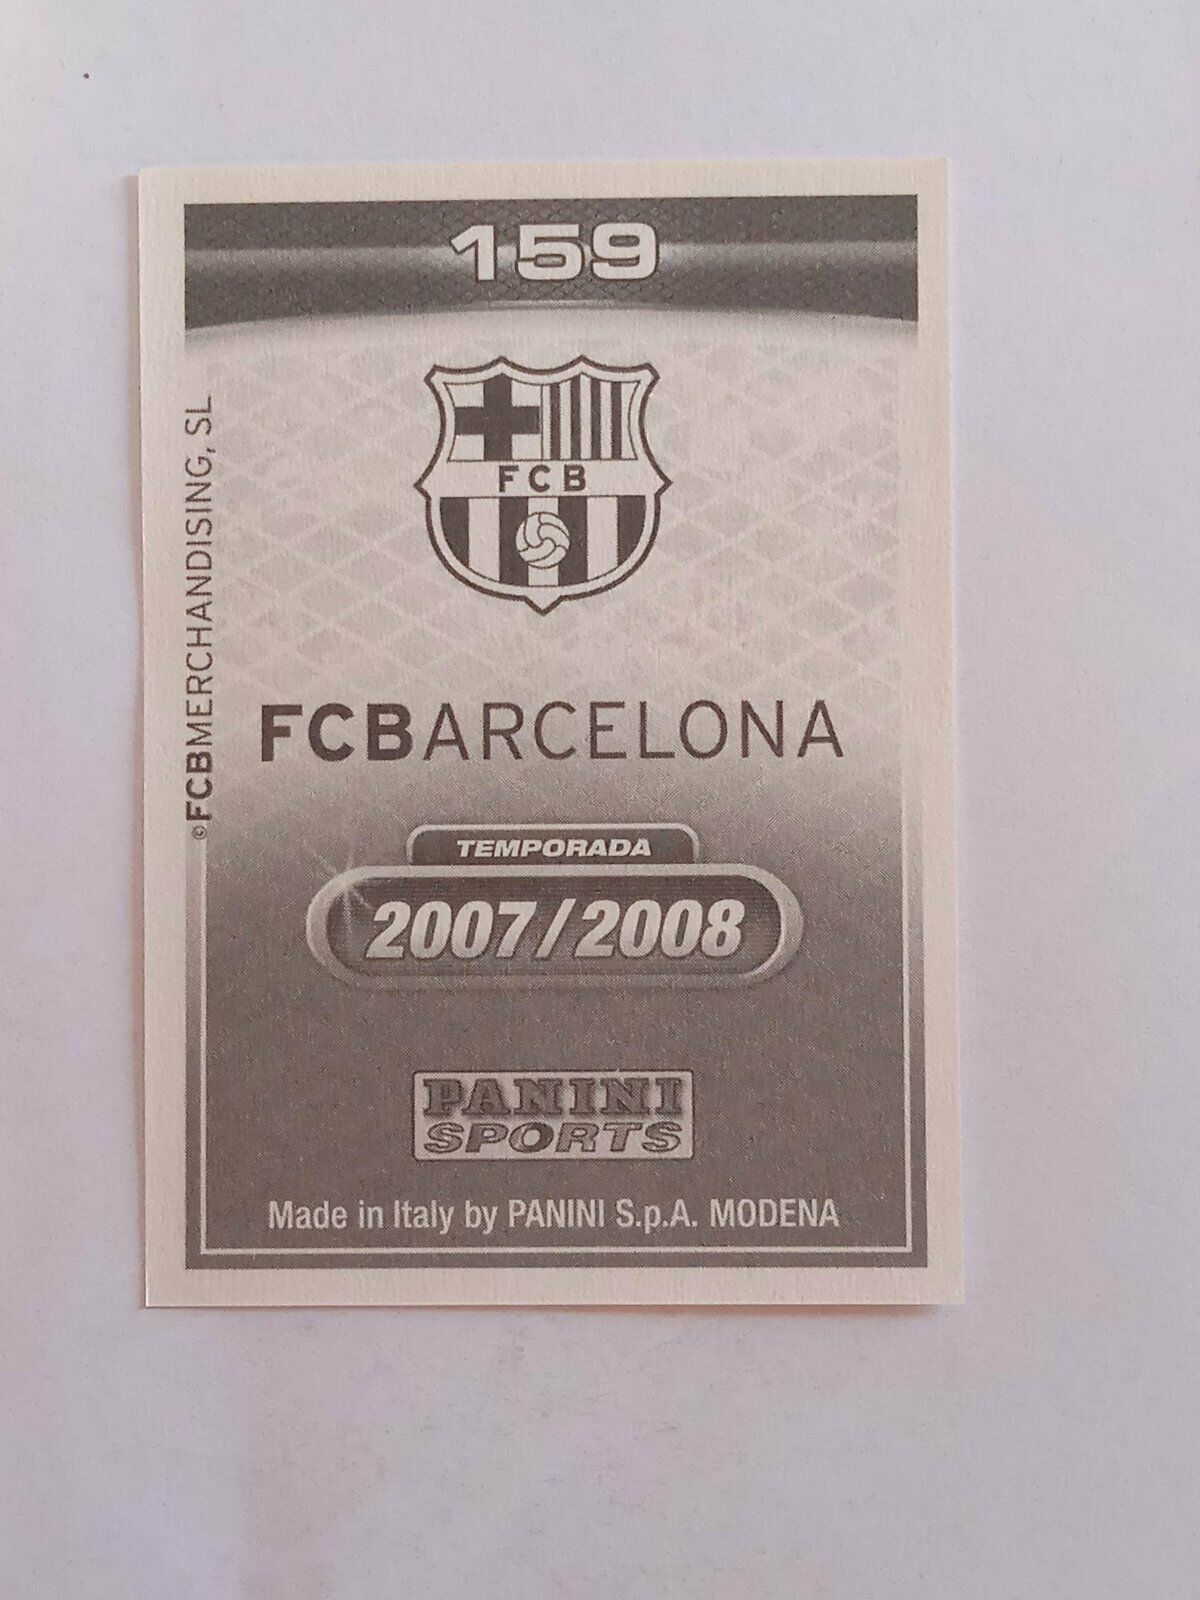 159
FCB
©FCBMERCHANDISING, SL
FCBARCELONA
TEMPORADA
2007/2008
PANINI
SPORTS
Made in Italy by PANINI S.p.A. MODENA